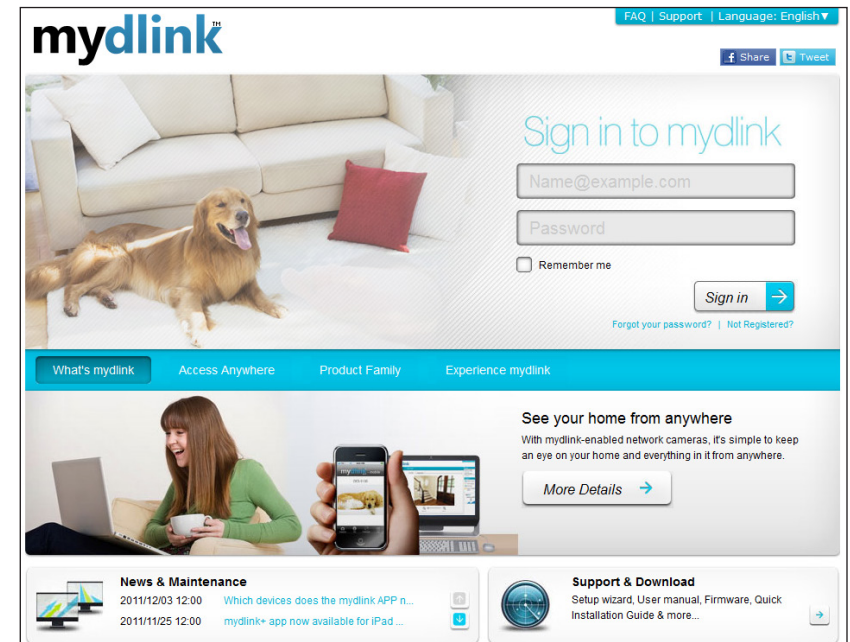 mydlink™
FAQ | Support | Language: English▼
Share Tweet
Sign in to mydlink
Name@example.com
Password
Remember me
Sign in
Forgot your password? | Not Registered?
What's mydlink Access Anywhere Product Family Experience mydlink
See your home from anywhere
With mydlink-enabled network cameras, it's simple to keep
an eye on your home and everything in it from anywhere.
More Details
News & Maintenance
2011/12/03 12:00 Which devices does the mydlink APP n...
2011/11/25 12:00 mydlink+ app now available for iPad ...
Support & Download
Setup wizard, User manual, Firmware, Quick
Installation Guide & more...